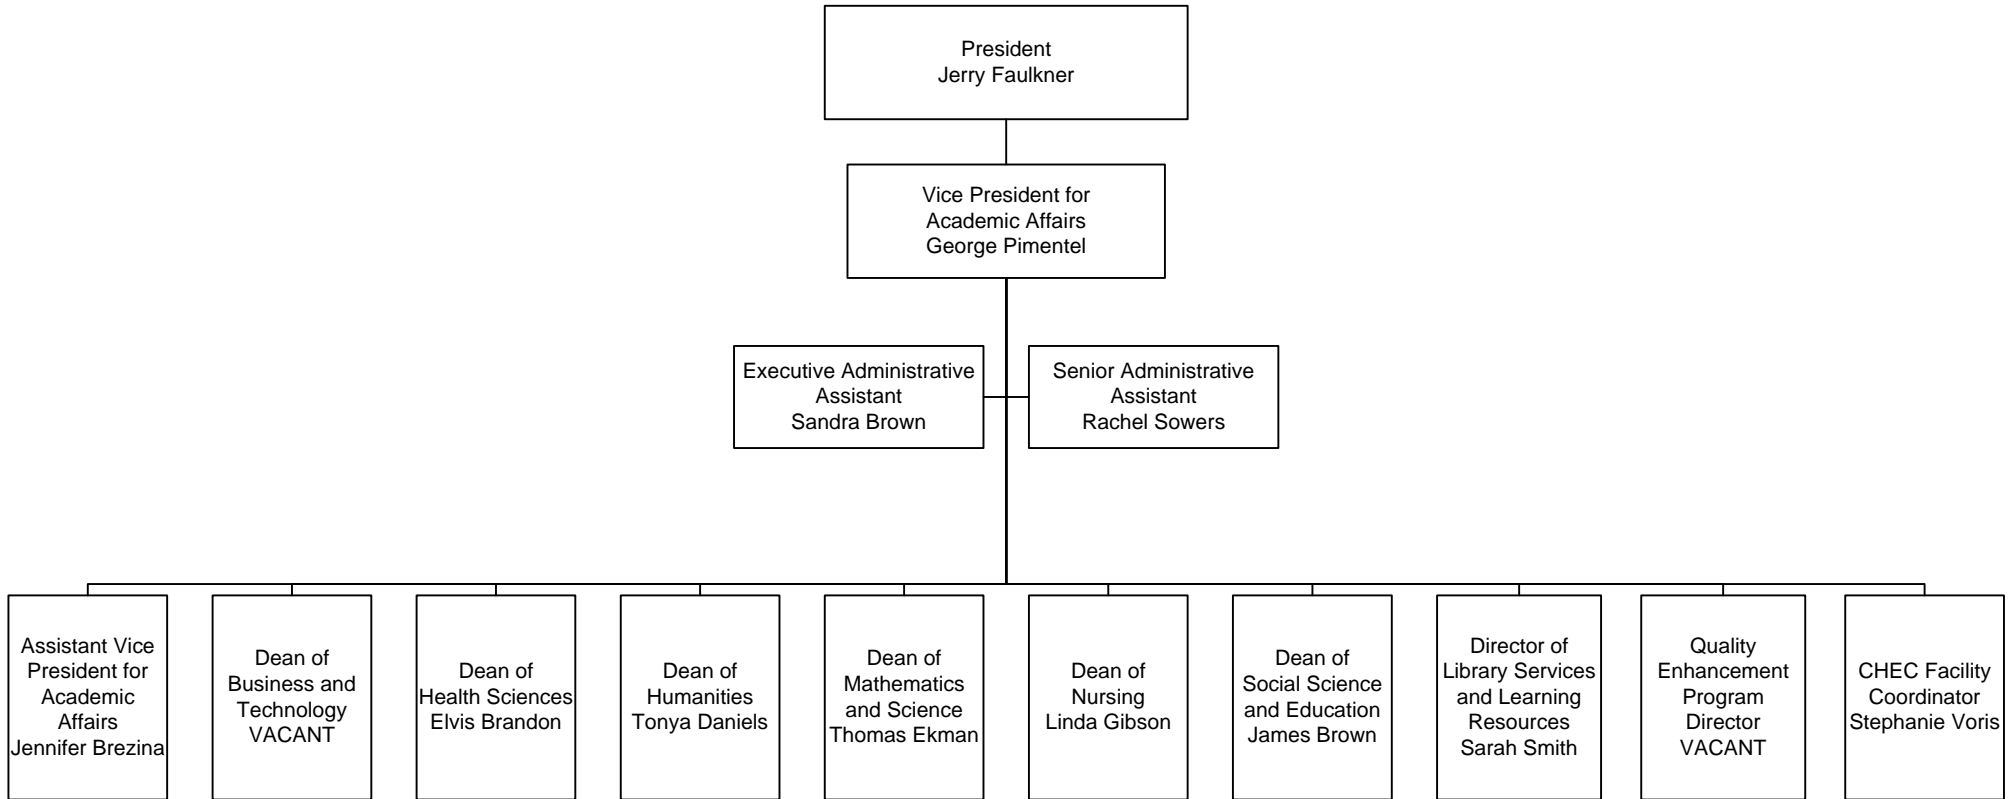 President
Jerry Faulkner
Vice President for
Academic Affairs
George Pimentel
Executive Administrative
Assistant
Sandra Brown
Senior Administrative
Assistant
Rachel Sowers
Assistant Vice
President for
Academic
Affairs
Jennifer Brezina
Dean of
Business and
Technology
VACANT
Dean of
Health Sciences
Elvis Brandon
Dean of
Humanities
Tonya Daniels
Dean of
Mathematics
and Science
Thomas Ekman
Dean of
Nursing
Linda Gibson
Dean of
Social Science
and Education
James Brown
Director of
Library Services
and Learning
Resources
Sarah Smith
Quality
Enhancement
Program
Director
VACANT
CHEC Facility
Coordinator
Stephanie Voris